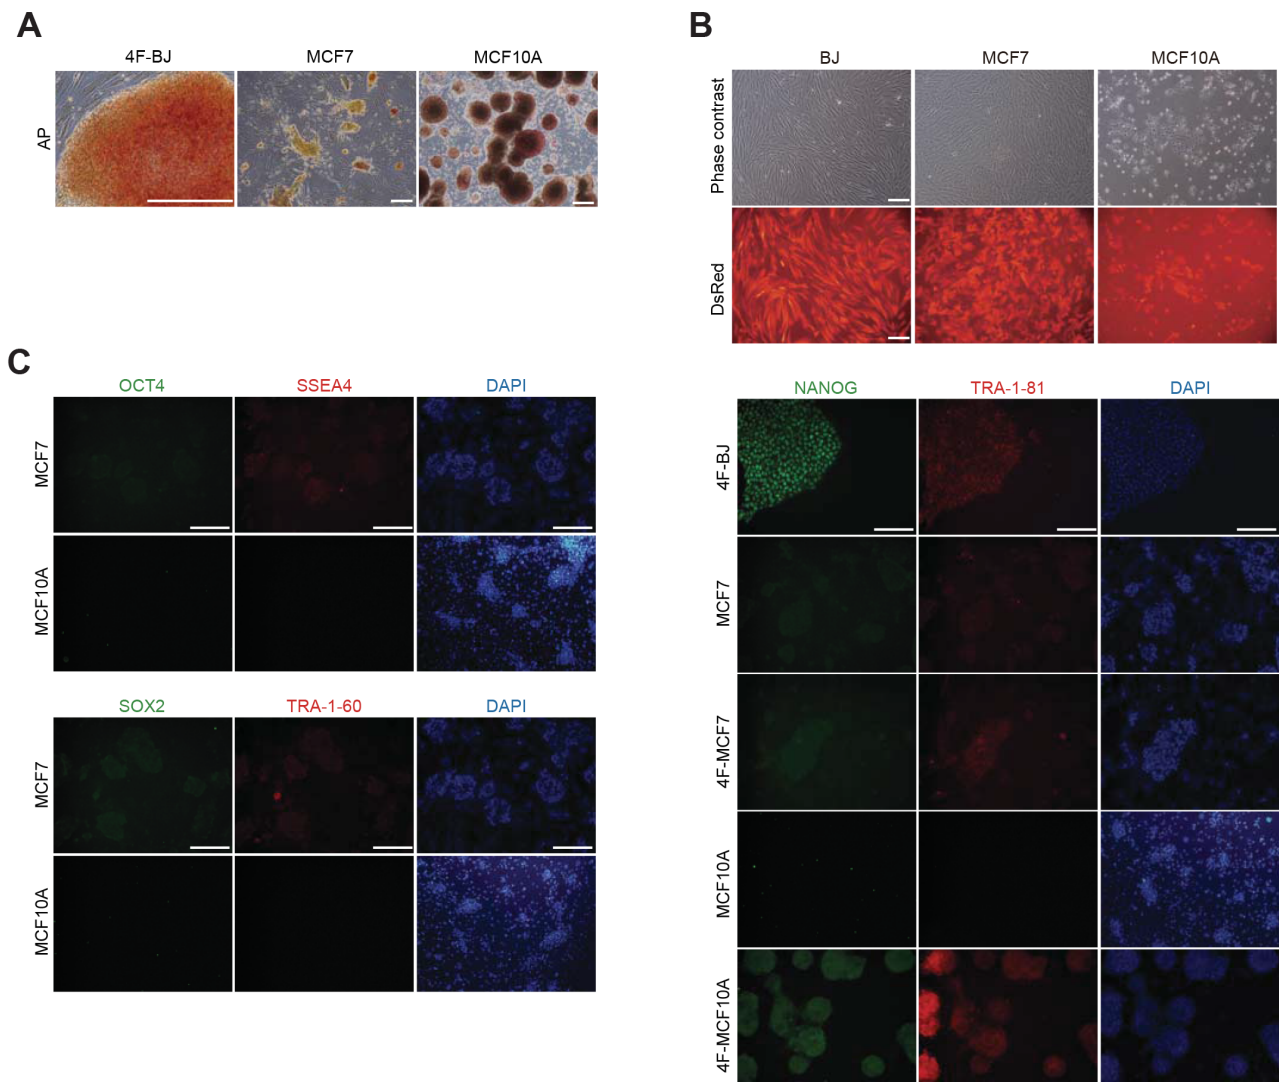 A
4F-BJ MCF7 MCF10A
AP
B
BJ MCF7 MCF10A
Phase contrast
DsRed
C
OCT4 SSEA4 DAPI
MCF7
MCF10A
SOX2 TRA-1-60 DAPI
MCF7
MCF10A
NANOG TRA-1-81 DAPI
4F-BJ
MCF7
4F-MCF7
MCF10A
4F-MCF10A